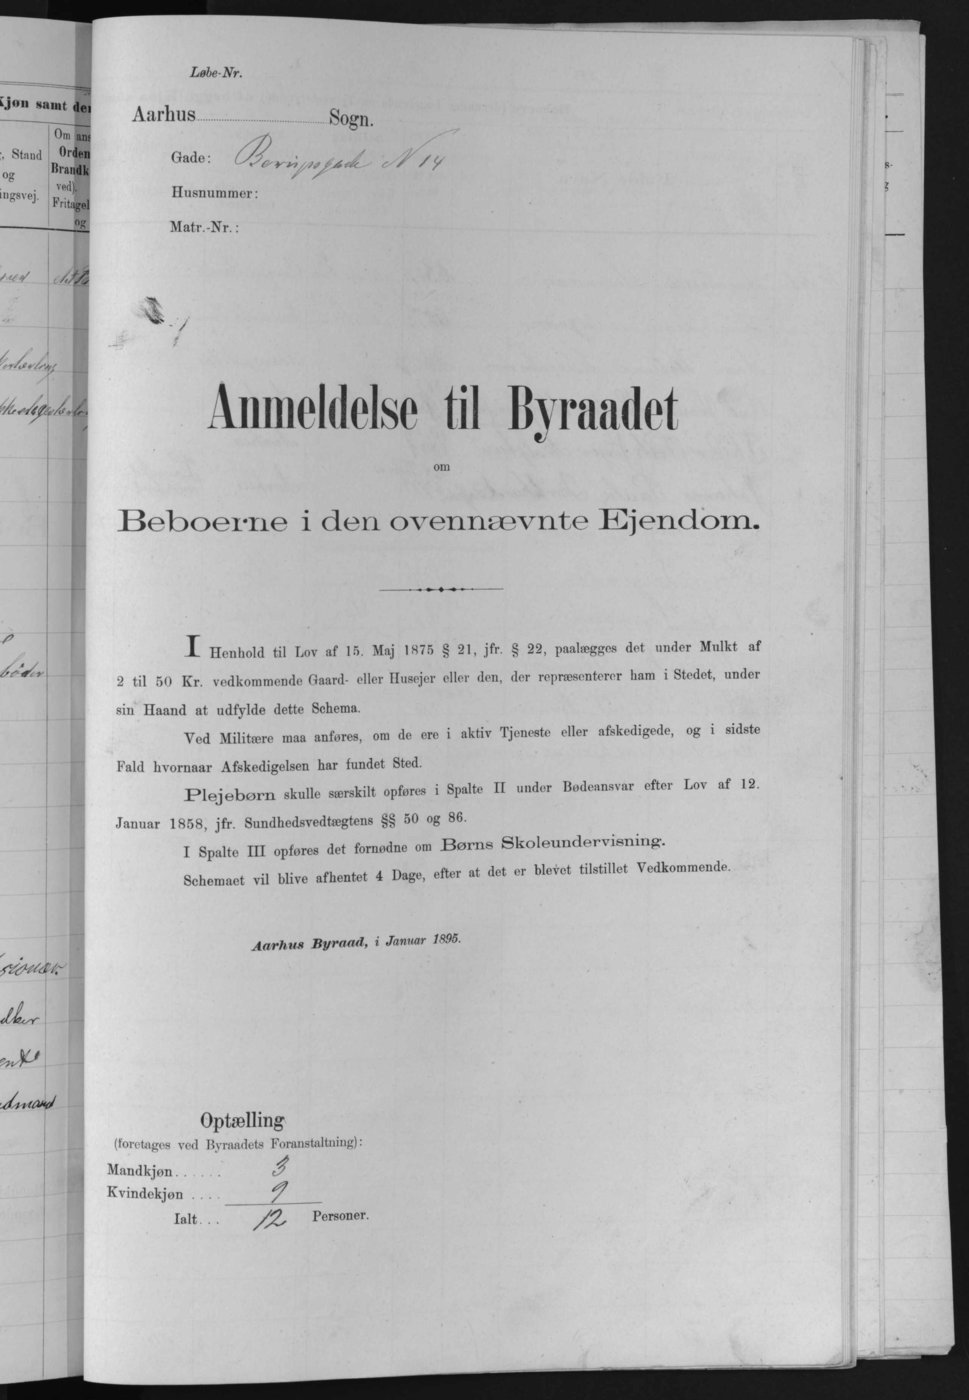 Kjøn samt der
Stand
og
ingsvej.
Om ans
Orden
Brandk
ved).
Fritagel
og
Løbe-Nr.
Aarhus Sogn.
Gade: Borupsgade N 14
Husnummer:
Matr.-Nr.:
Anmeldelse til Byraadet
om
Beboerne i den ovennævnte Ejendom.
I Henhold til Lov af 15. Maj 1875 § 21, jfr. § 22, paalægges det under Mulkt af
2 til 50 Kr. vedkommende Gaard- eller Husejer eller den, der repræsenterer ham i Stedet, under
sin Haand at udfylde dette Schema.
Ved Militære maa anføres, om de ere i aktiv Tjeneste eller afskedigede, og i sidste
Fald hvornaar Afskedigelsen har fundet Sted.
Plejebørn skulle særskilt opføres i Spalte II under Bødeansvar efter Lov af 12.
Januar 1858, jfr. Sundhedsvedtægtens §§ 50 og 86.
I Spalte III opføres det fornødne om Børns Skoleundervisning.
Schemaet vil blive afhentet 4 Dage, efter at det er blevet tilstillet Vedkommende.
Aarhus Byraad, i Januar 1895.
Optælling
(foretages ved Byraadets Foranstaltning):
Mandkjøn...... 3
Kvindekjøn .... 9
Ialt... 12 Personer.